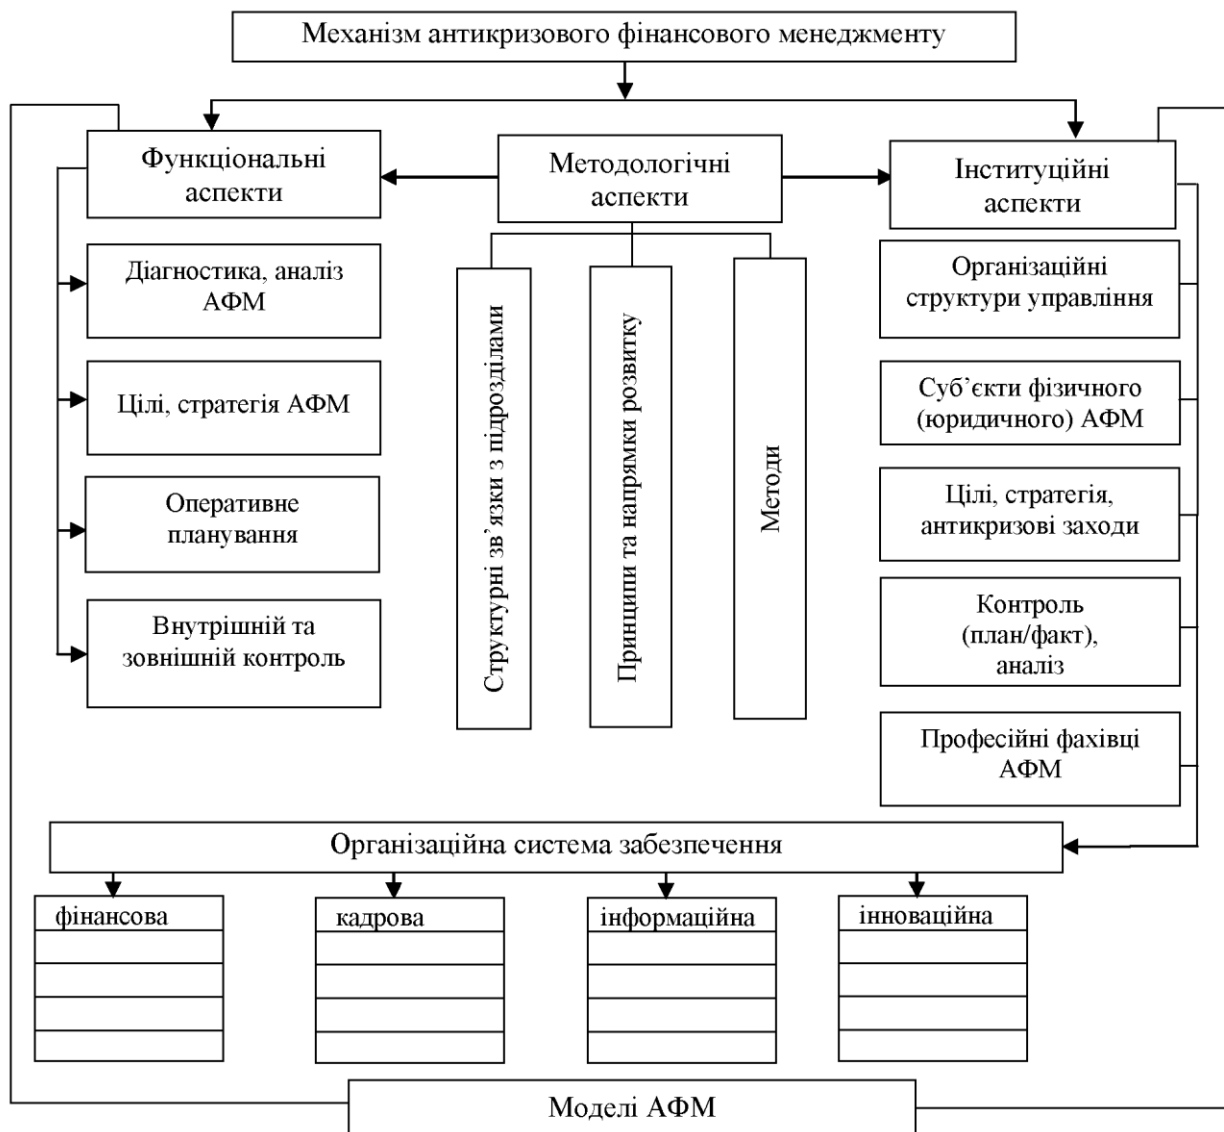 Механізм антикризового фінансового менеджменту
Функціональні
аспекти
Методологічні
аспекти
Інституційні
аспекти
Діагностика, аналіз
АФМ
Цілі, стратегія АФМ
Оперативне
планування
Внутрішній та
зовнішній контроль
Структурні зв’язки з підрозділами
Принципи та напрямки розвитку
Методи
Організаційні
структури управління
Суб’єкти фізичного
(юридичного) АФМ
Цілі, стратегія,
антикризові заходи
Контроль
(план/факт),
аналіз
Професійні фахівці
АФМ
Організаційна система забезпечення
фінансова
кадрова
інформаційна
інноваційна
Моделі АФМ